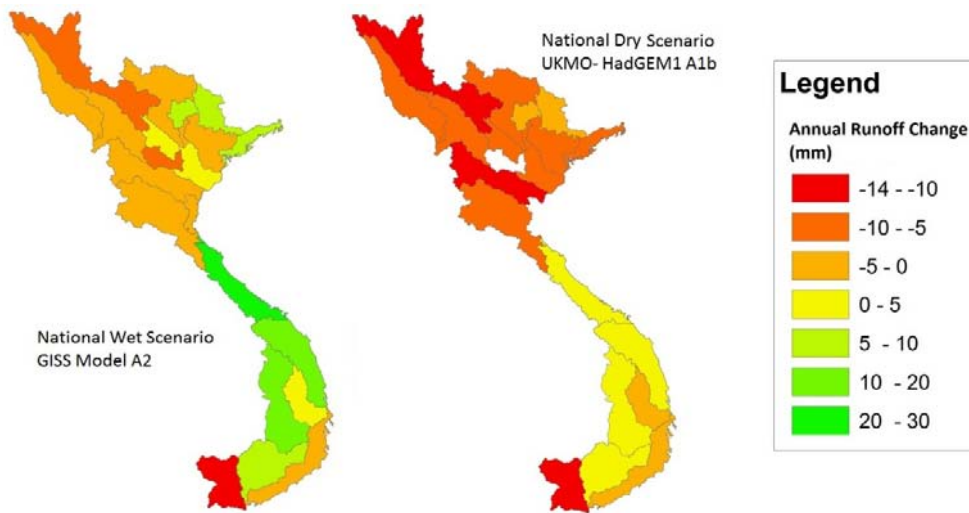 National Dry Scenario
UKMO- HadGEM1 A1b
National Wet Scenario
GISS Model A2
Legend
Annual Runoff Change
(mm)
-14 - -10
-10 - -5
-5 - 0
0 - 5
5 - 10
10 - 20
20 - 30